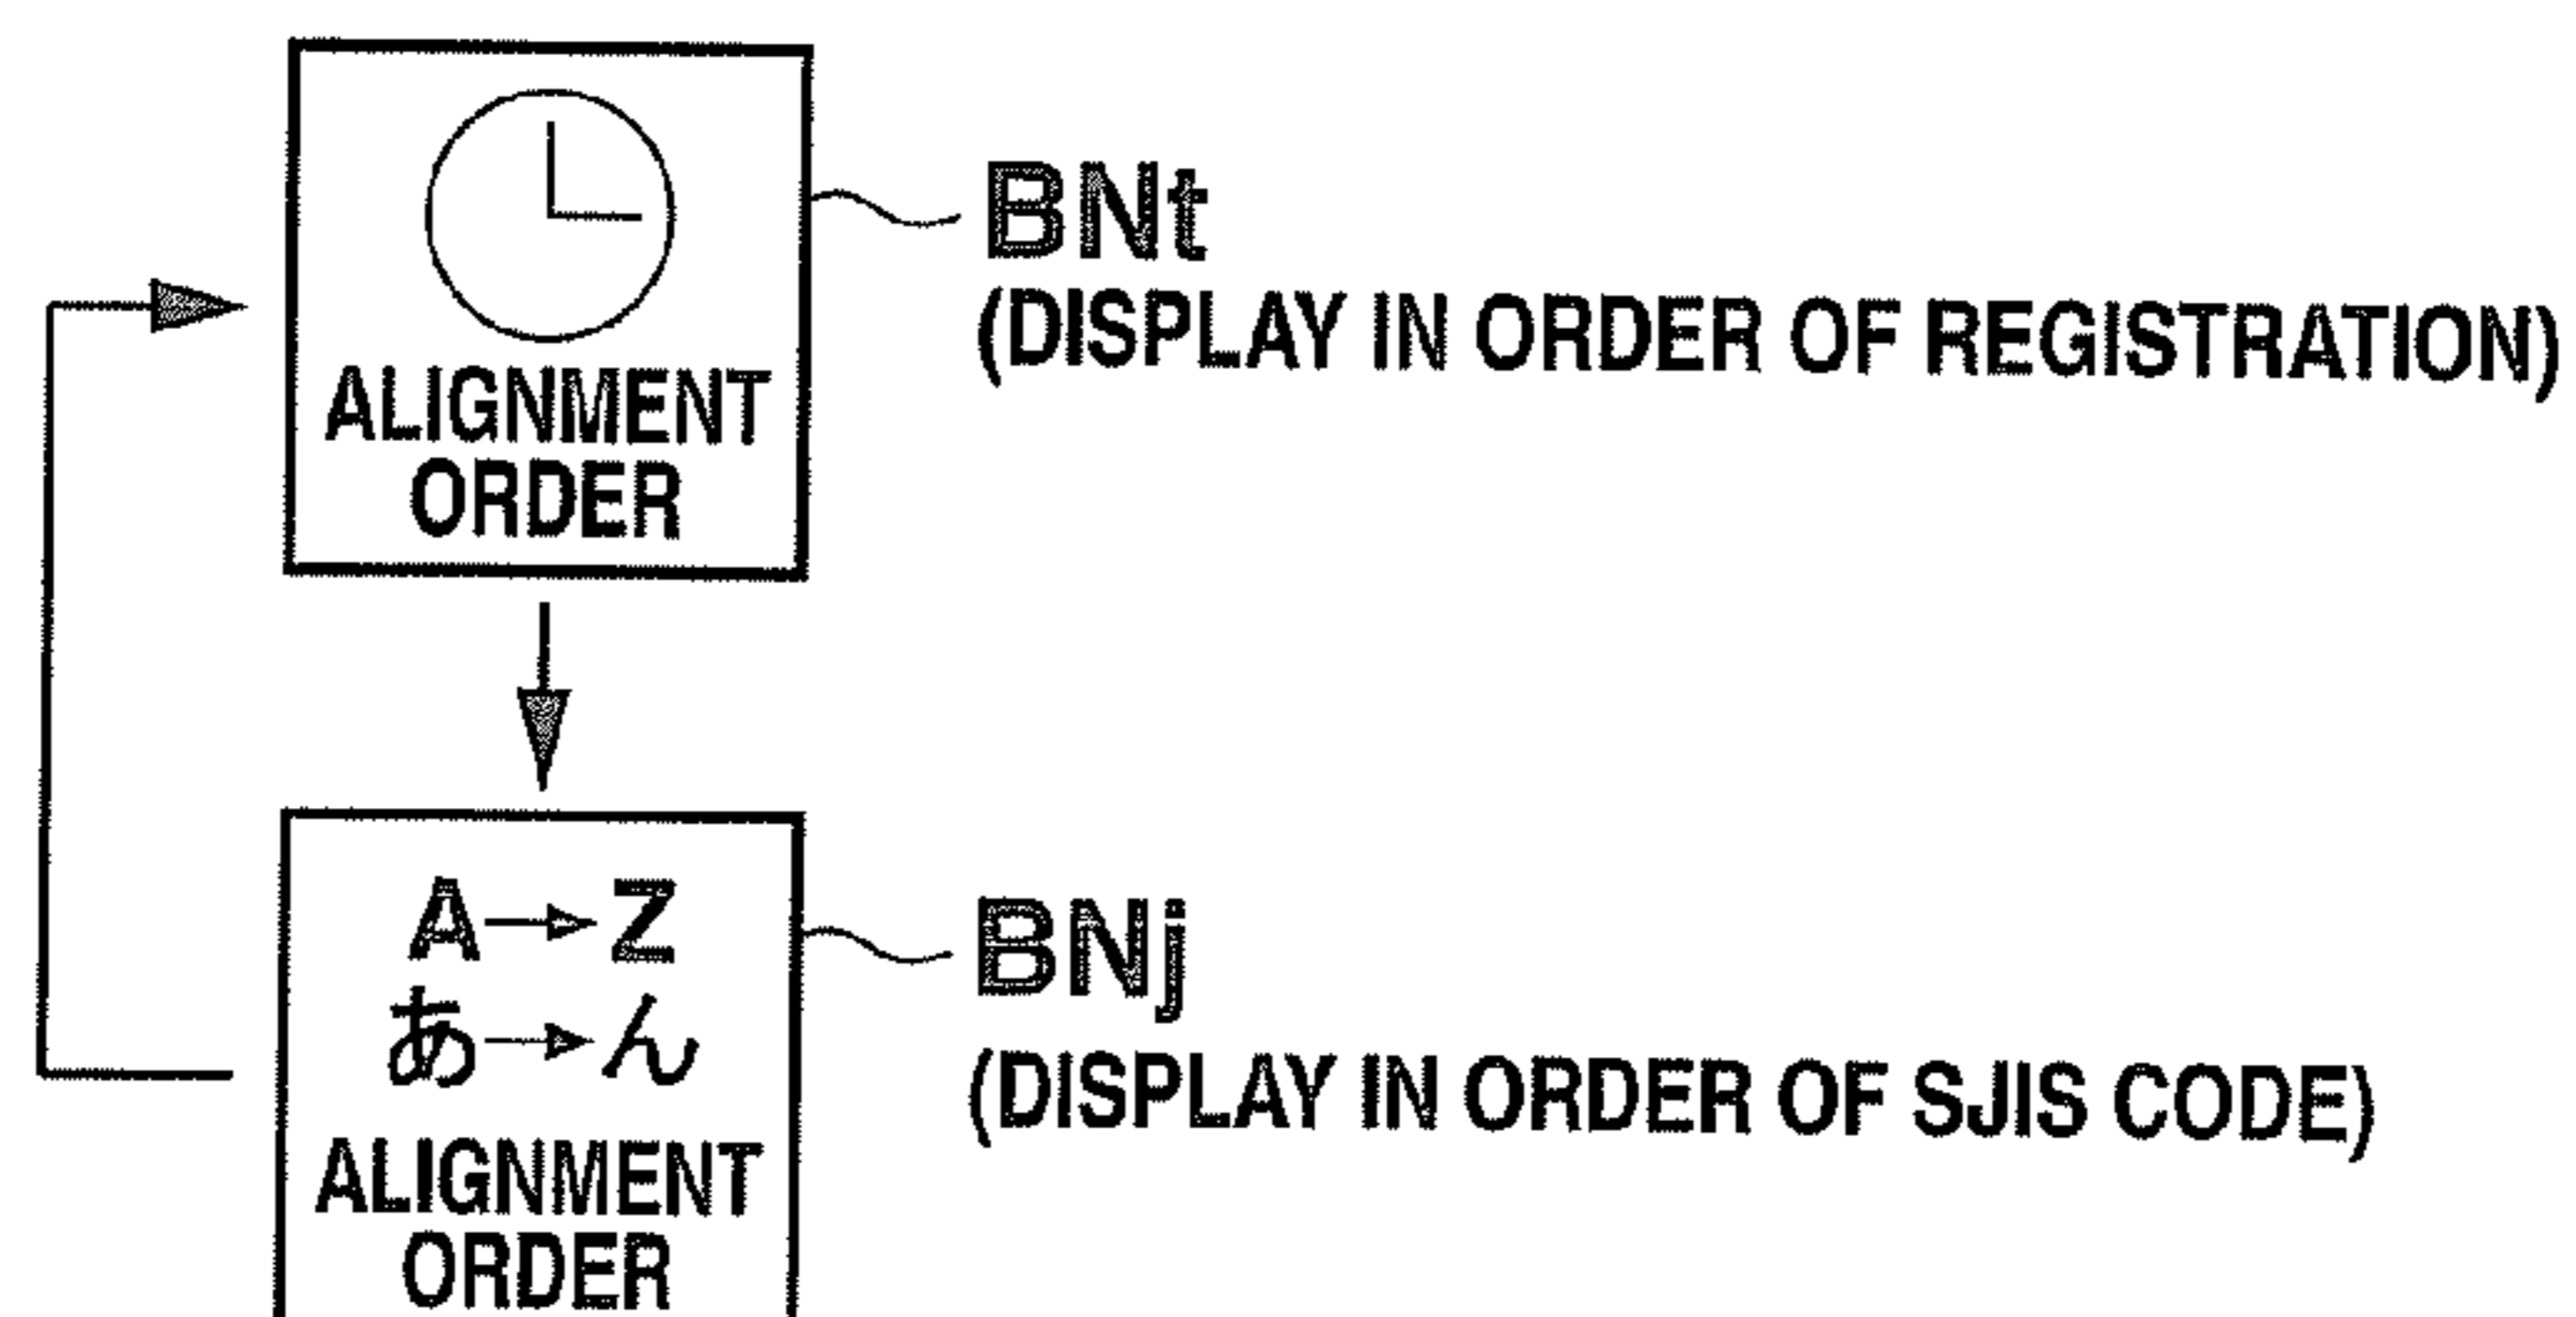 BNt
(DISPLAY IN ORDER OF REGISTRATION)
ALIGNMENT
ORDER
A→Z
あ→ん
BNj
(DISPLAY IN ORDER OF SJIS CODE)
ALIGNMENT
ORDER